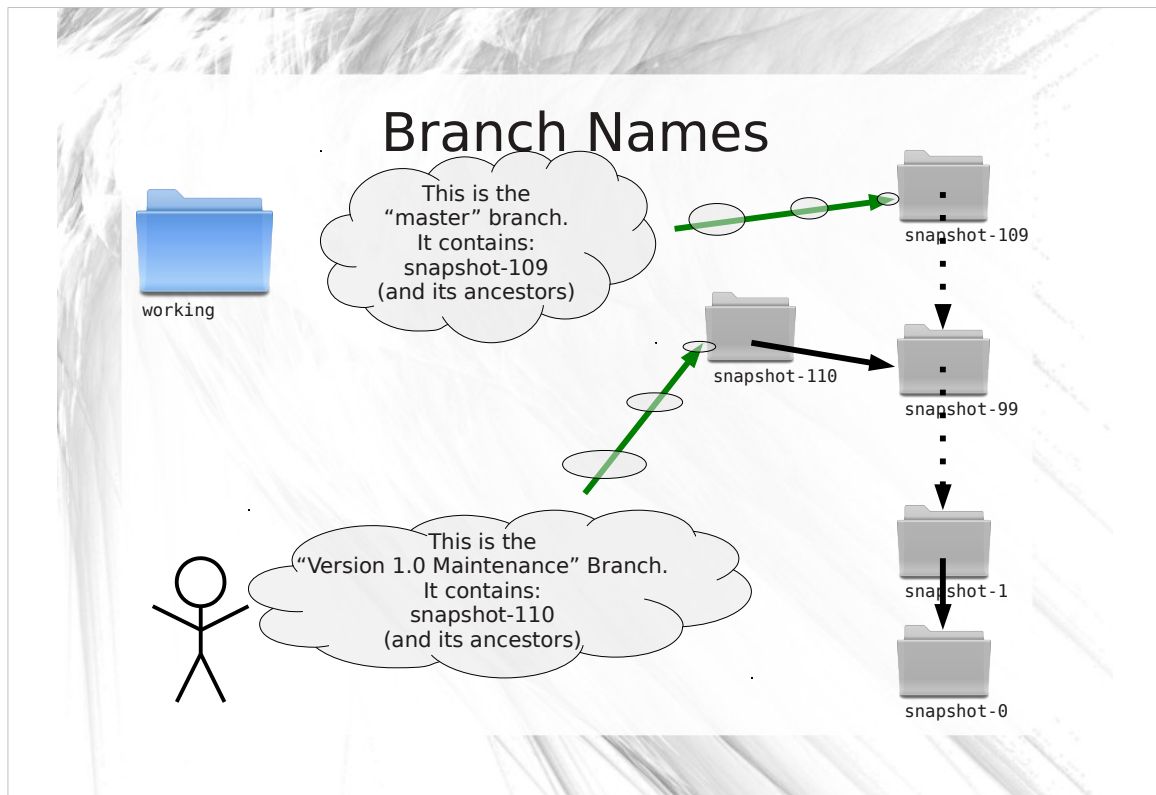 Branch Names
This is the
“master” branch.
It contains:
snapshot-109
(and its ancestors)
snapshot-109
working
snapshot-110
snapshot-99
This is the
“Version 1.0 Maintenance” Branch.
It contains:
snapshot-110
(and its ancestors)
snapshot-1
snapshot-0